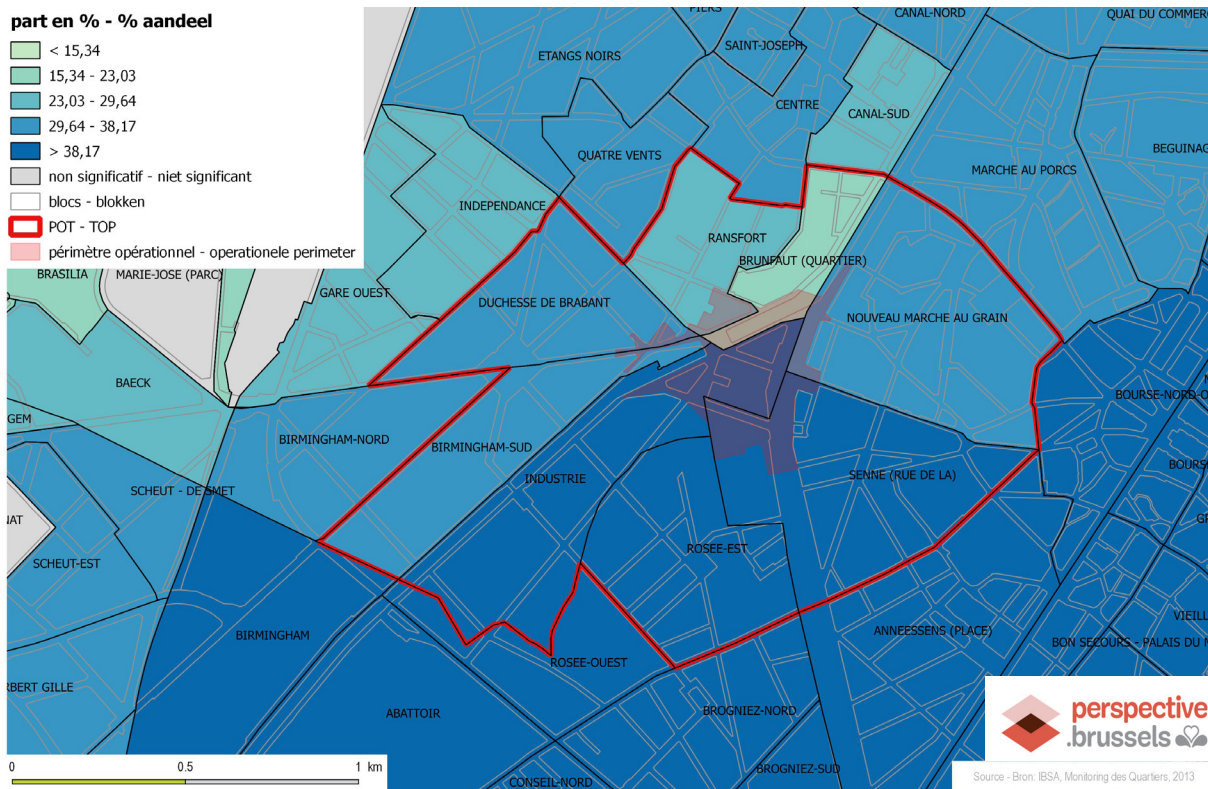 part en % - % aandeel
< 15,34
15,34 - 23,03
23,03 - 29,64
29,64 - 38,17
> 38,17
non significatif - niet significant
blocs - blokken
POT - TOP
périmètre opérationnel - operationele perimeter
PIERS
CANAL-NORD
QUAI DU COMMER
SAINT-JOSEPH
ETANGS NOIRS
CENTRE
CANAL-SUD
BEGUINAG
QUATRE VENTS
MARCHE AU PORCS
INDEPENDANCE
RANSFORT
BRUNFAUT (QUARTIER)
BRASILIA
MARIE-JOSE (PARC)
GARE OUEST
DUCHESSE DE BRABANT
NOUVEAU MARCHE AU GRAIN
BAECK
BOURSE-NORD-O
GEM
BIRMINGHAM-NORD
BIRMINGHAM-SUD
BOURS
INDUSTRIE
SENNE (RUE DE LA)
SCHEUT - DE SMET
NAT
GR
ROSEE-EST
SCHEUT-EST
VIEILL
BIRMINGHAM
ANNEESSENS (PLACE)
BON SECOURS - PALAIS DU M
ROSEE-OUEST
RBERT GILLE
ABATTOIR
BROGNIEZ-NORD
perspective
.brussels
BROGNIEZ-SUD
CONSEIL-NORD
0 0.5 1 km
Source - Bron: IBSA, Monitoring des Quartiers, 2013